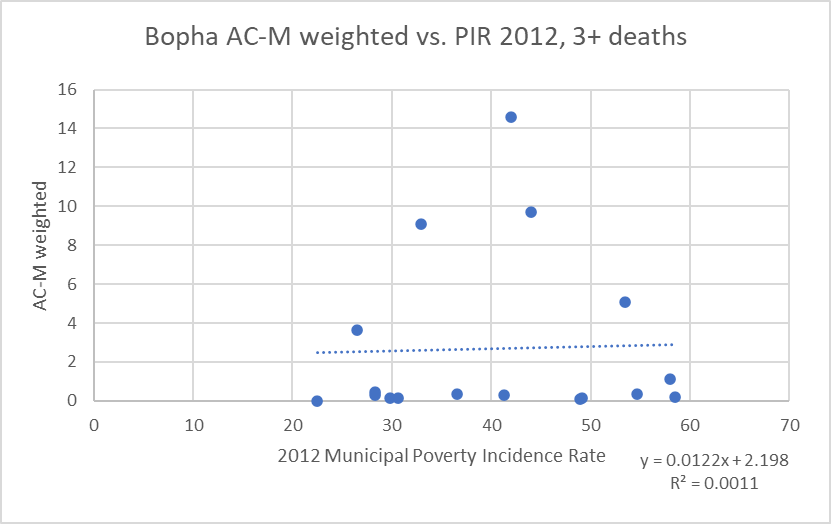 Bopha AC-M weighted vs. PIR 2012, 3+ deaths
16
14
12
10
8
6
4
2
0
AC-M weighted
0 10 20 30 40 50 60 70
2012 Municipal Poverty Incidence Rate
y = 0.0122x + 2.198
R² = 0.0011